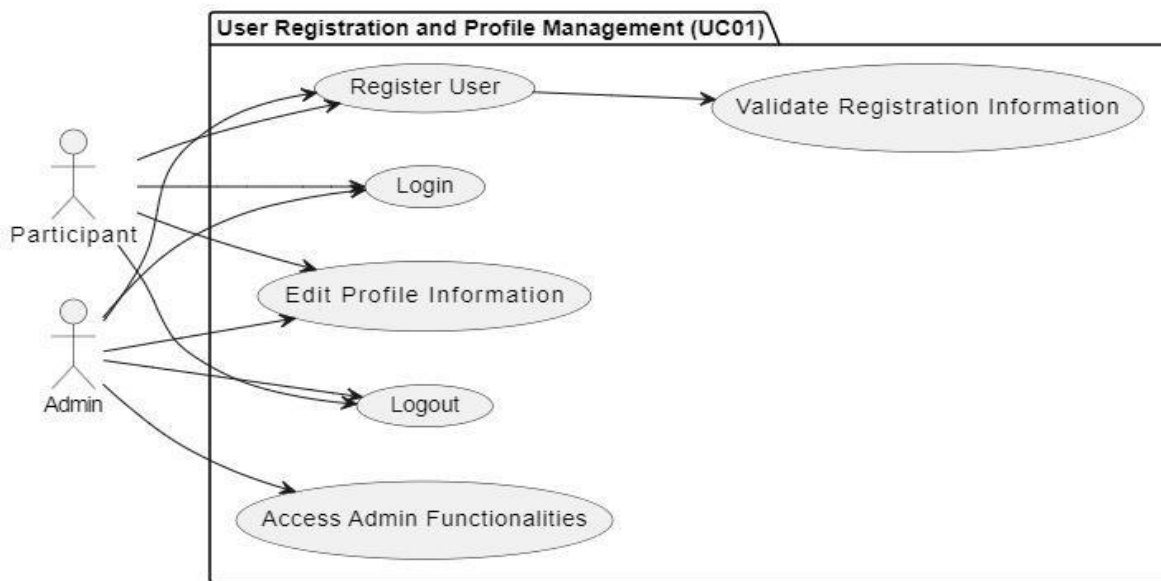 User Registration and Profile Management (UC01)
Register User
Validate Registration Information
Login
Participant
Edit Profile Information
Admin
Logout
Access Admin Functionalities